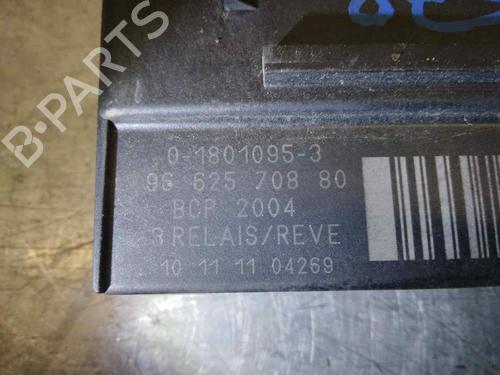 B-PARTS
0-1801095-3
96 625 708 80
BCP 2004
3 RELAIS/REVE
10 11 11 04269